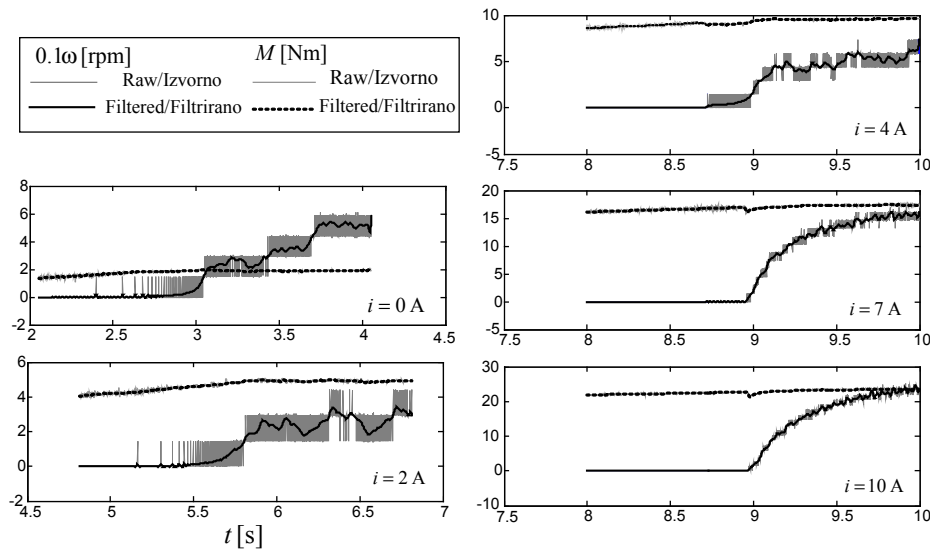 0.1ω [rpm] M [Nm]
Raw/Izvorno Raw/Izvorno
Filtered/Filtrirano Filtered/Filtrirano
8
6
4
2
0
-2
2 2.5 3 3.5 4 4.5
i = 0 A
6
4
2
0
-2
4.5 5 5.5 6 6.5 7
i = 2 A
t [s]
10
5
0
-5
7.5 8 8.5 9 9.5 10
i = 4 A
20
15
10
5
0
-5
7.5 8 8.5 9 9.5 10
i = 7 A
30
20
10
0
-10
7.5 8 8.5 9 9.5 10
i = 10 A